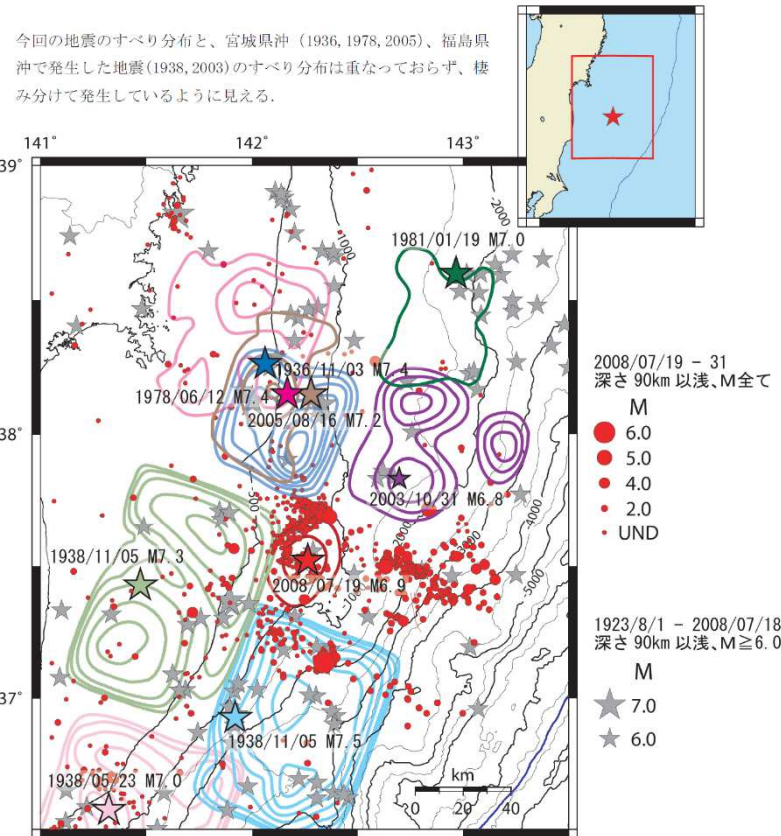 今回の地震のすべり分布と、宮城県沖（1936, 1978, 2005)、福島県
沖で発生した地震(1938, 2003)のすべり分布は重なっておらず、棲
み分けて発生しているように見える.
141°
142°
143°
39°
38°
37°
-1000
-2000
1981/01/19 M7.0
1936/11/03 M7.4
1978/06/12 M7.4
2005/08/16 M7.2
2003/10/31 M6.8
-500
-2000
-3000
-4000
-5000
1938/11/05 M7.3
2008/07/19 M6.9
1938/11/05 M7.5
1938/05/23 M7.0
km
0 20 40
2008/07/19 - 31
深さ 90km 以浅、M全て
M
6.0
5.0
4.0
2.0
UND
1923/8/1 - 2008/07/18
深さ 90km 以浅、M≧6.0
M
7.0
6.0